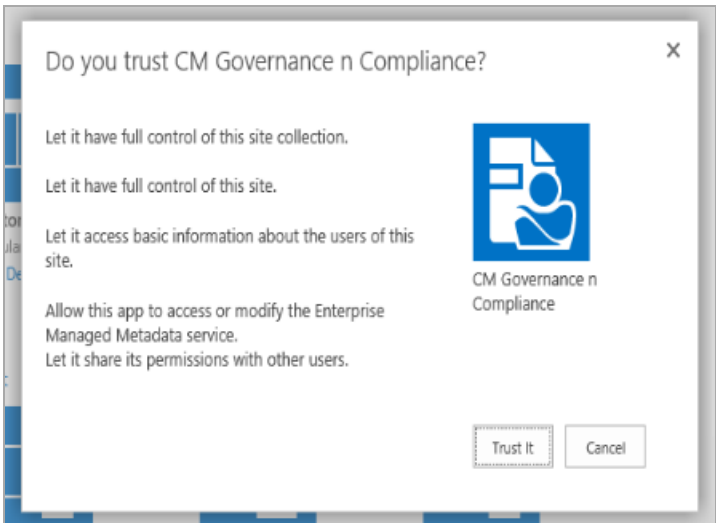 Do you trust CM Governance n Compliance?
Let it have full control of this site collection.
Let it have full control of this site.
Let it access basic information about the users of this
site.
Allow this app to access or modify the Enterprise
Managed Metadata service.
Let it share its permissions with other users.
CM Governance n
Compliance
Trust It
Cancel